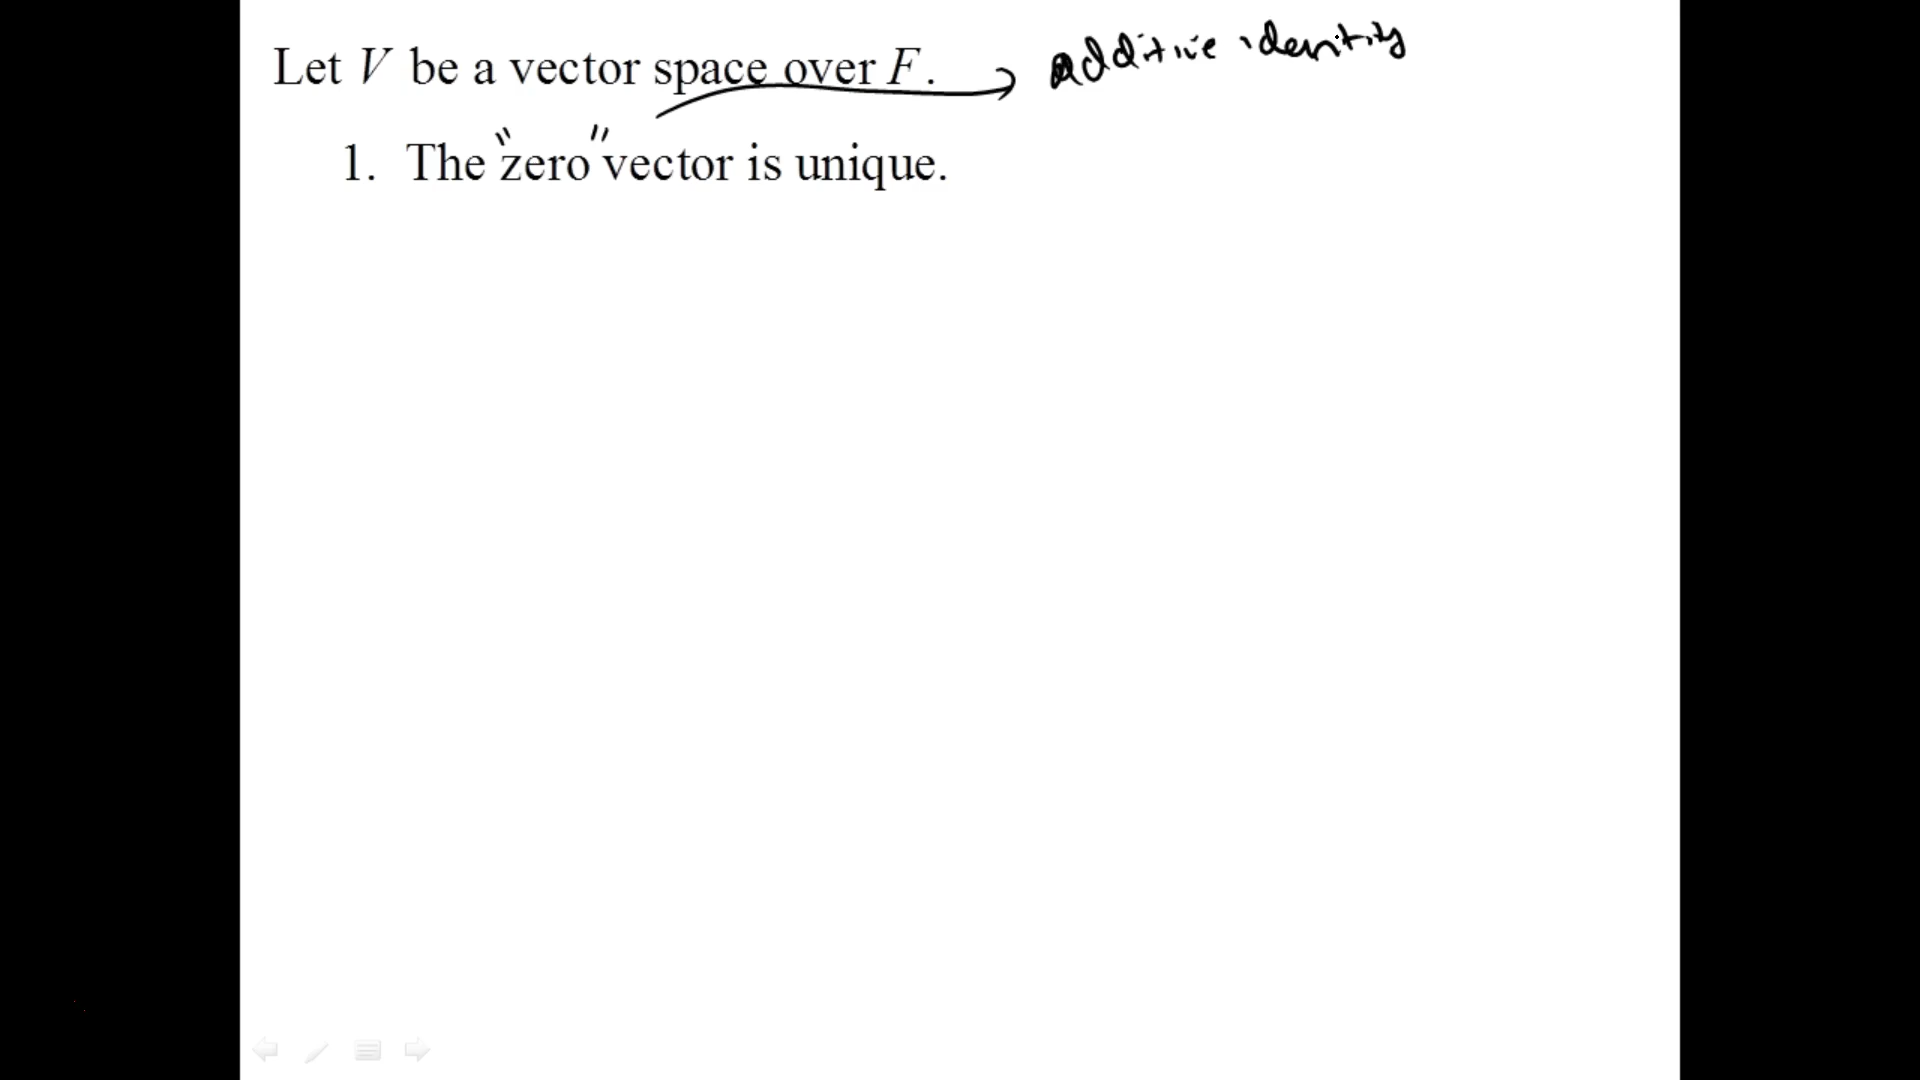 Let V be a vector space over F. → additive identity
1. The "zero" vector is unique.